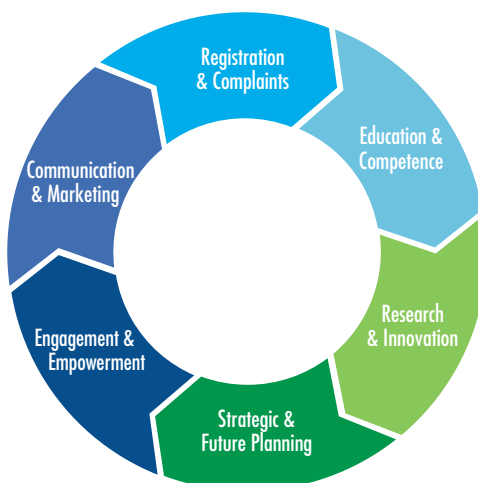 Registration
& Complaints
Education &
Competence
Research
& Innovation
Strategic &
Future Planning
Engagement &
Empowerment
Communication
& Marketing